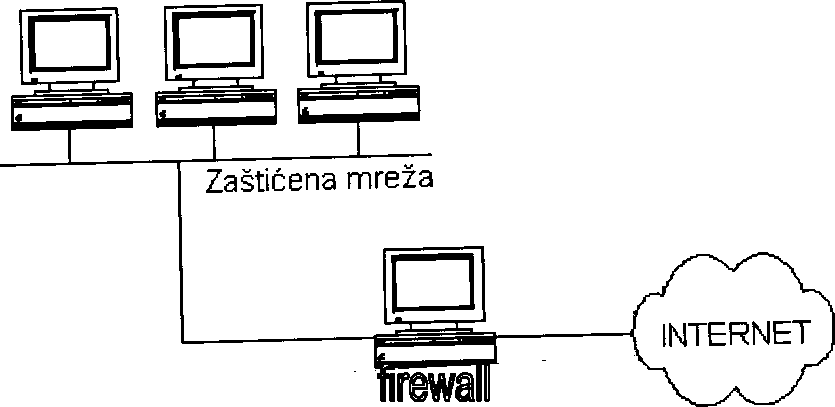 Zaštićena mreža
INTERNET
firewall